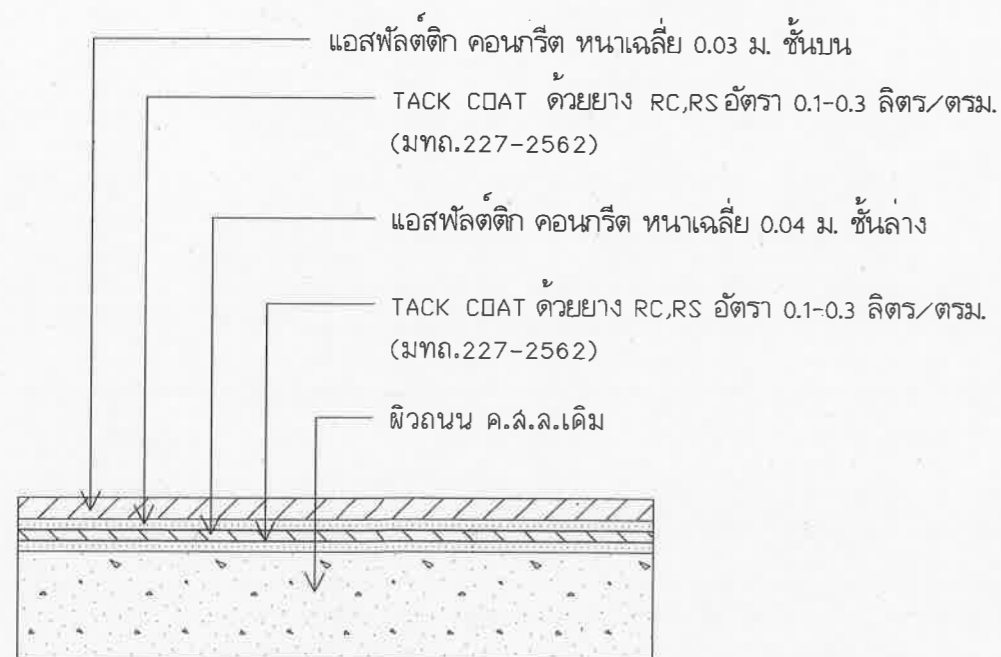 แอสพัลต์ติก คอนกรีต หนาเฉลี่ย 0.03 ม. ชั้นบน
TACK COAT ด้วยยาง RC,RS อัตรา 0.1-0.3 ลิตร/ตรม.
(มทถ.227-2562)
แอสพัลต์ติก คอนกรีต หนาเฉลี่ย 0.04 ม. ชั้นล่าง
TACK COAT ด้วยยาง RC,RS อัตรา 0.1-0.3 ลิตร/ตรม.
(มทถ.227-2562)
ผิวถนน ค.ส.ล.เดิม